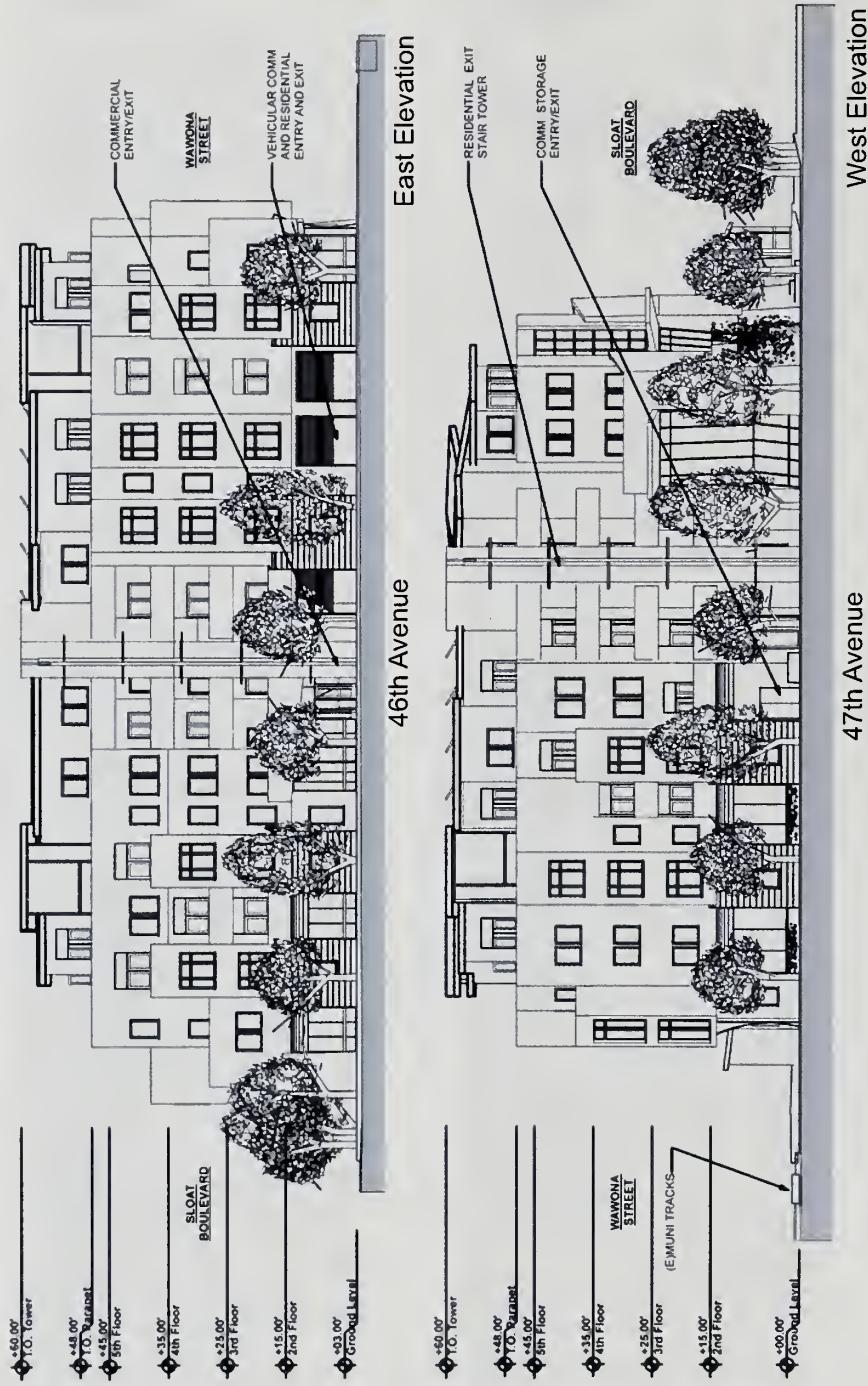 COMMERCIAL
ENTRY/EXIT
WAWONA
STREET
VEHICULAR COMM
AND RESIDENTIAL
ENTRY AND EXIT
East Elevation
46th Avenue
SLOAT
BOULEVARD
+60.00'
T.O. Tower
+48.00'
T.O. Parapet
+45.00'
5th Floor
+35.00'
4th Floor
+25.00'
3rd Floor
+15.00'
2nd Floor
+03.00'
Ground Level
RESIDENTIAL EXIT
STAIR TOWER
COMM STORAGE
ENTRY/EXIT
SLOAT
BOULEVARD
West Elevation
47th Avenue
WAWONA
STREET
(E)MUNI TRACKS
+60.00'
T.O. Tower
+48.00'
T.O. Parapet
+45.00'
5th Floor
+35.00'
4th Floor
+25.00'
3rd Floor
+15.00'
2nd Floor
+00.00'
Ground Level